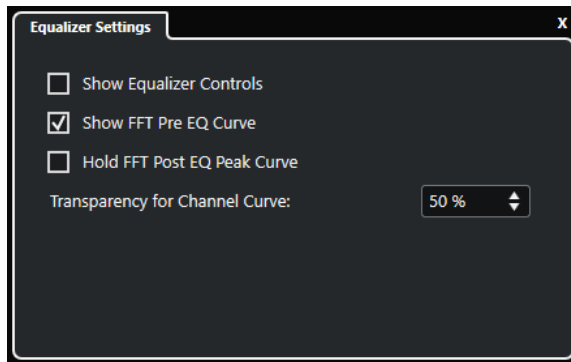 Equalizer Settings
X
Show Equalizer Controls
Show FFT Pre EQ Curve
Hold FFT Post EQ Peak Curve
Transparency for Channel Curve: 50 %